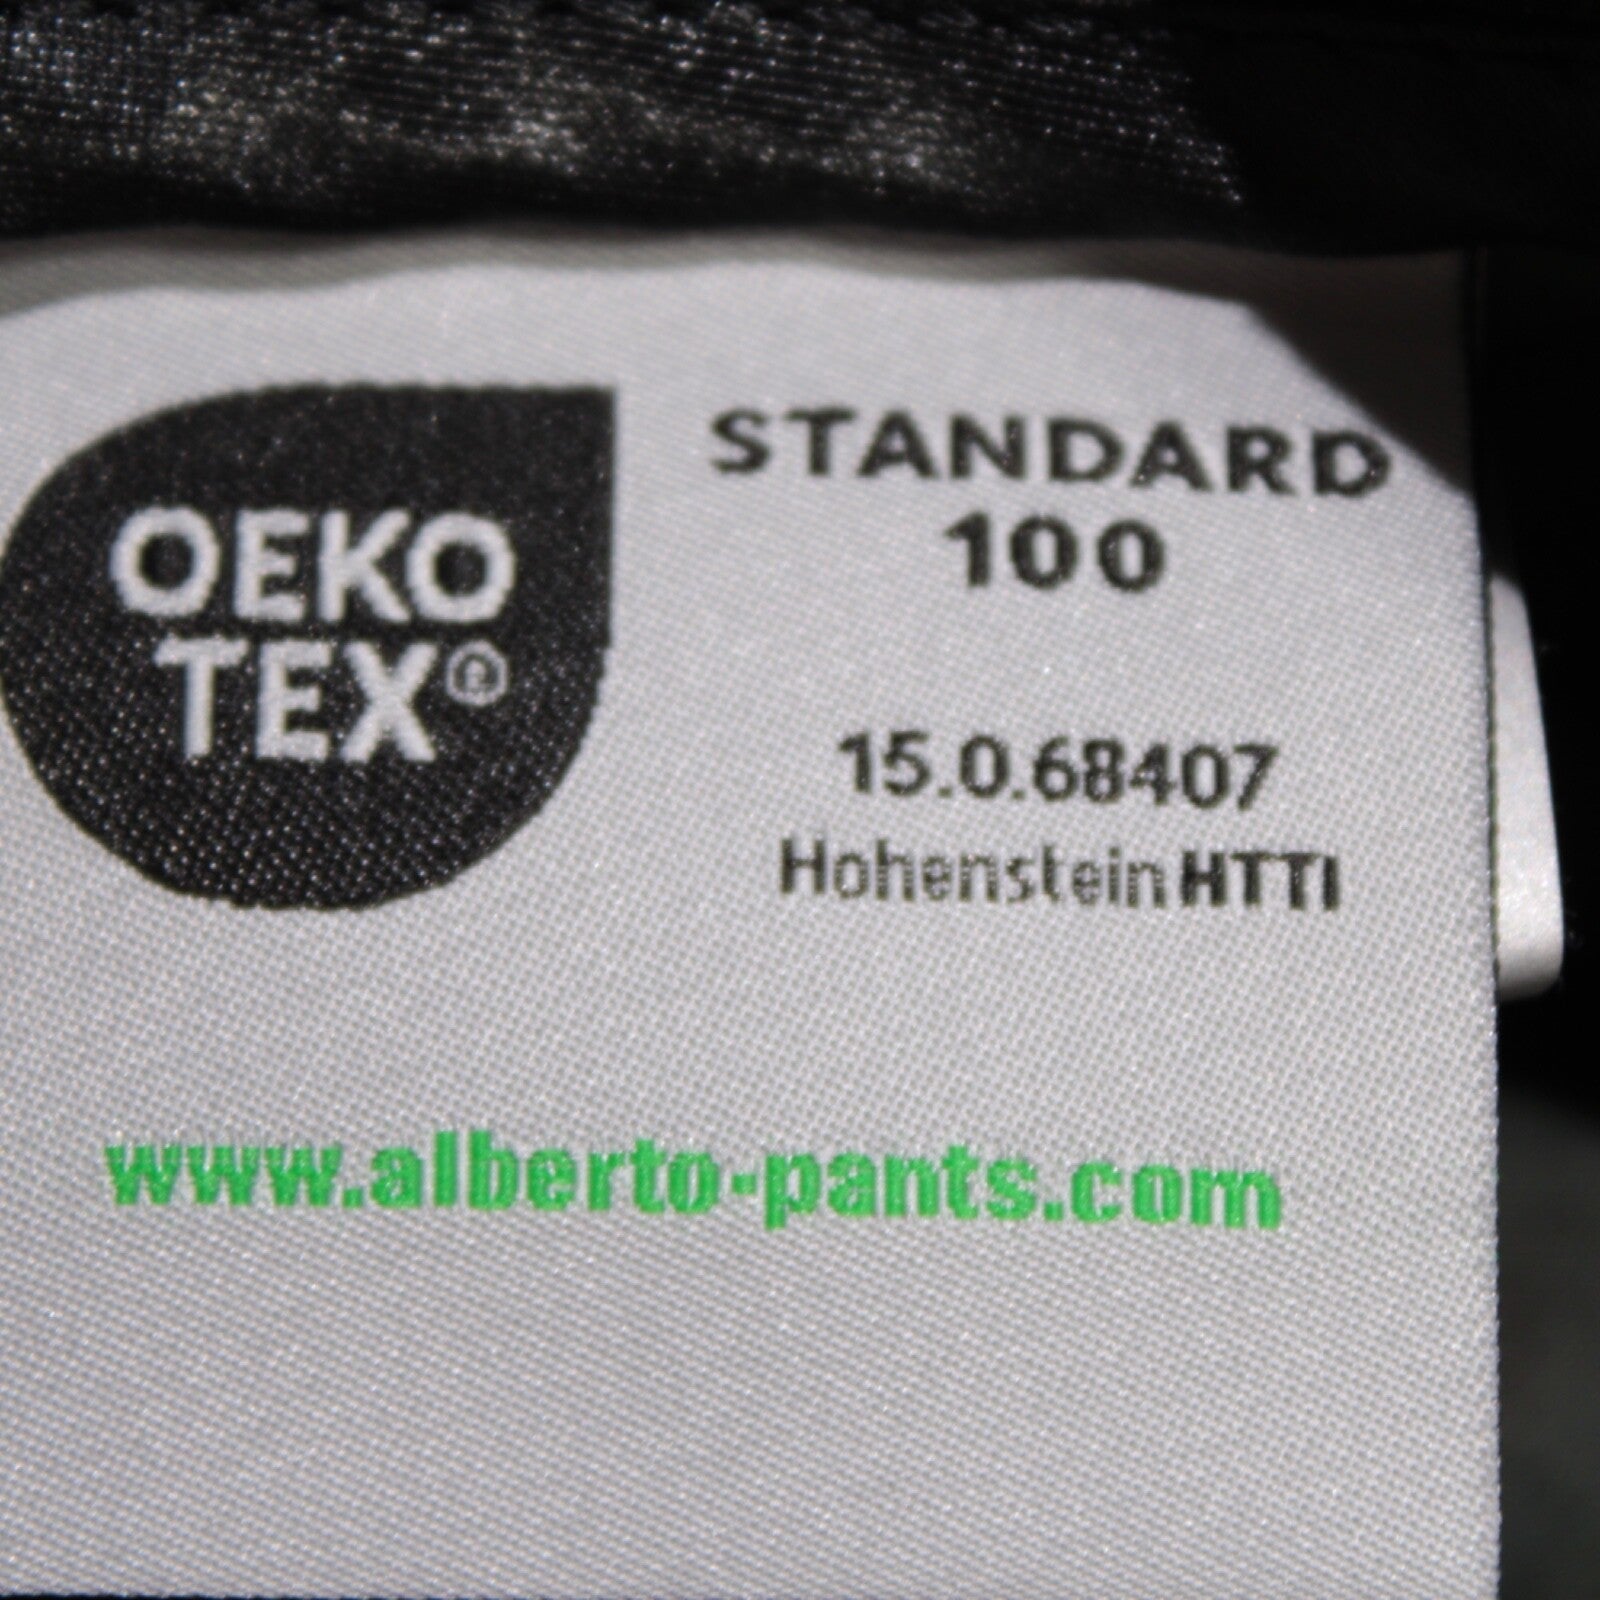 OEKO
TEX®
STANDARD
100
15.0.68407
Hohenstein HTTI
www.alberto-pants.com